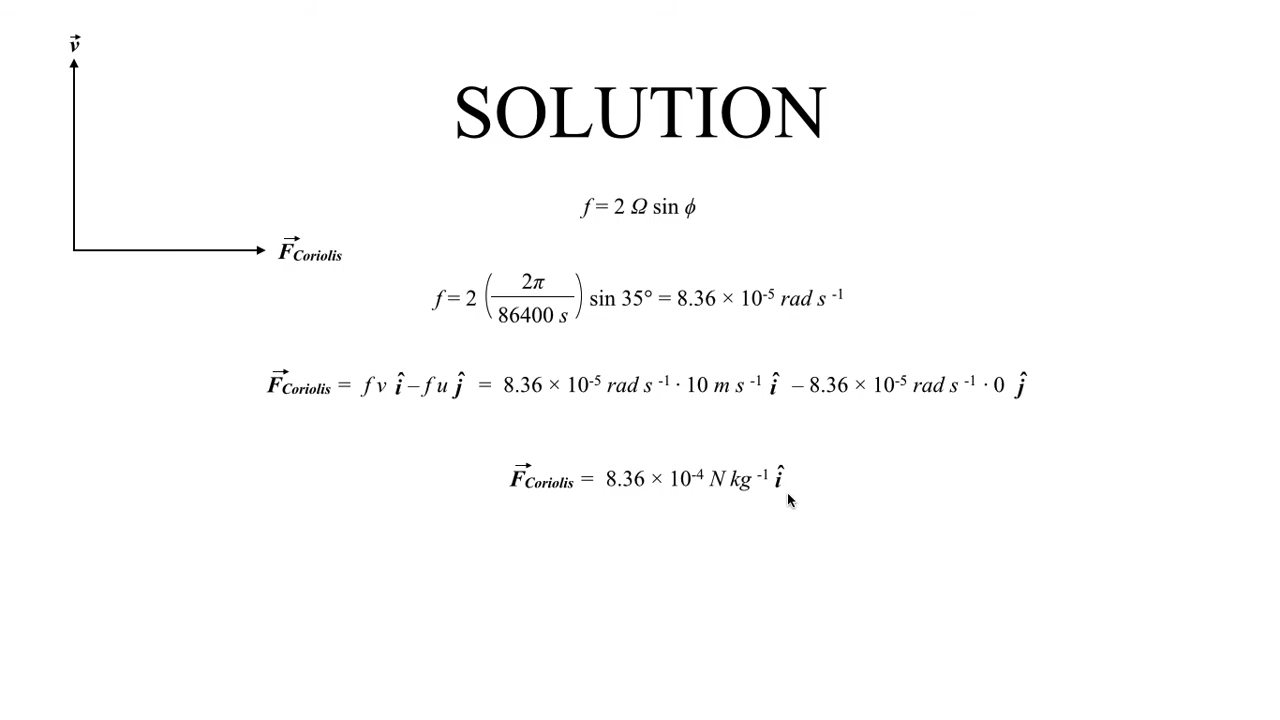 v⃗
SOLUTION
f = 2 Ω sin ϕ
F⃗Coriolis
f = 2 (2π / 86400 s) sin 35° = 8.36 × 10⁻⁵ rad s ⁻¹
F⃗Coriolis = f v î – f u ĵ = 8.36 × 10⁻⁵ rad s ⁻¹ · 10 m s ⁻¹ î – 8.36 × 10⁻⁵ rad s ⁻¹ · 0 ĵ
F⃗Coriolis = 8.36 × 10⁻⁴ N kg ⁻¹ î